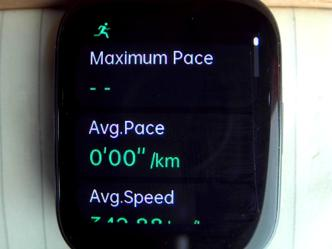 Maximum Pace
--
Avg.Pace
0'00" /km
Avg.Speed